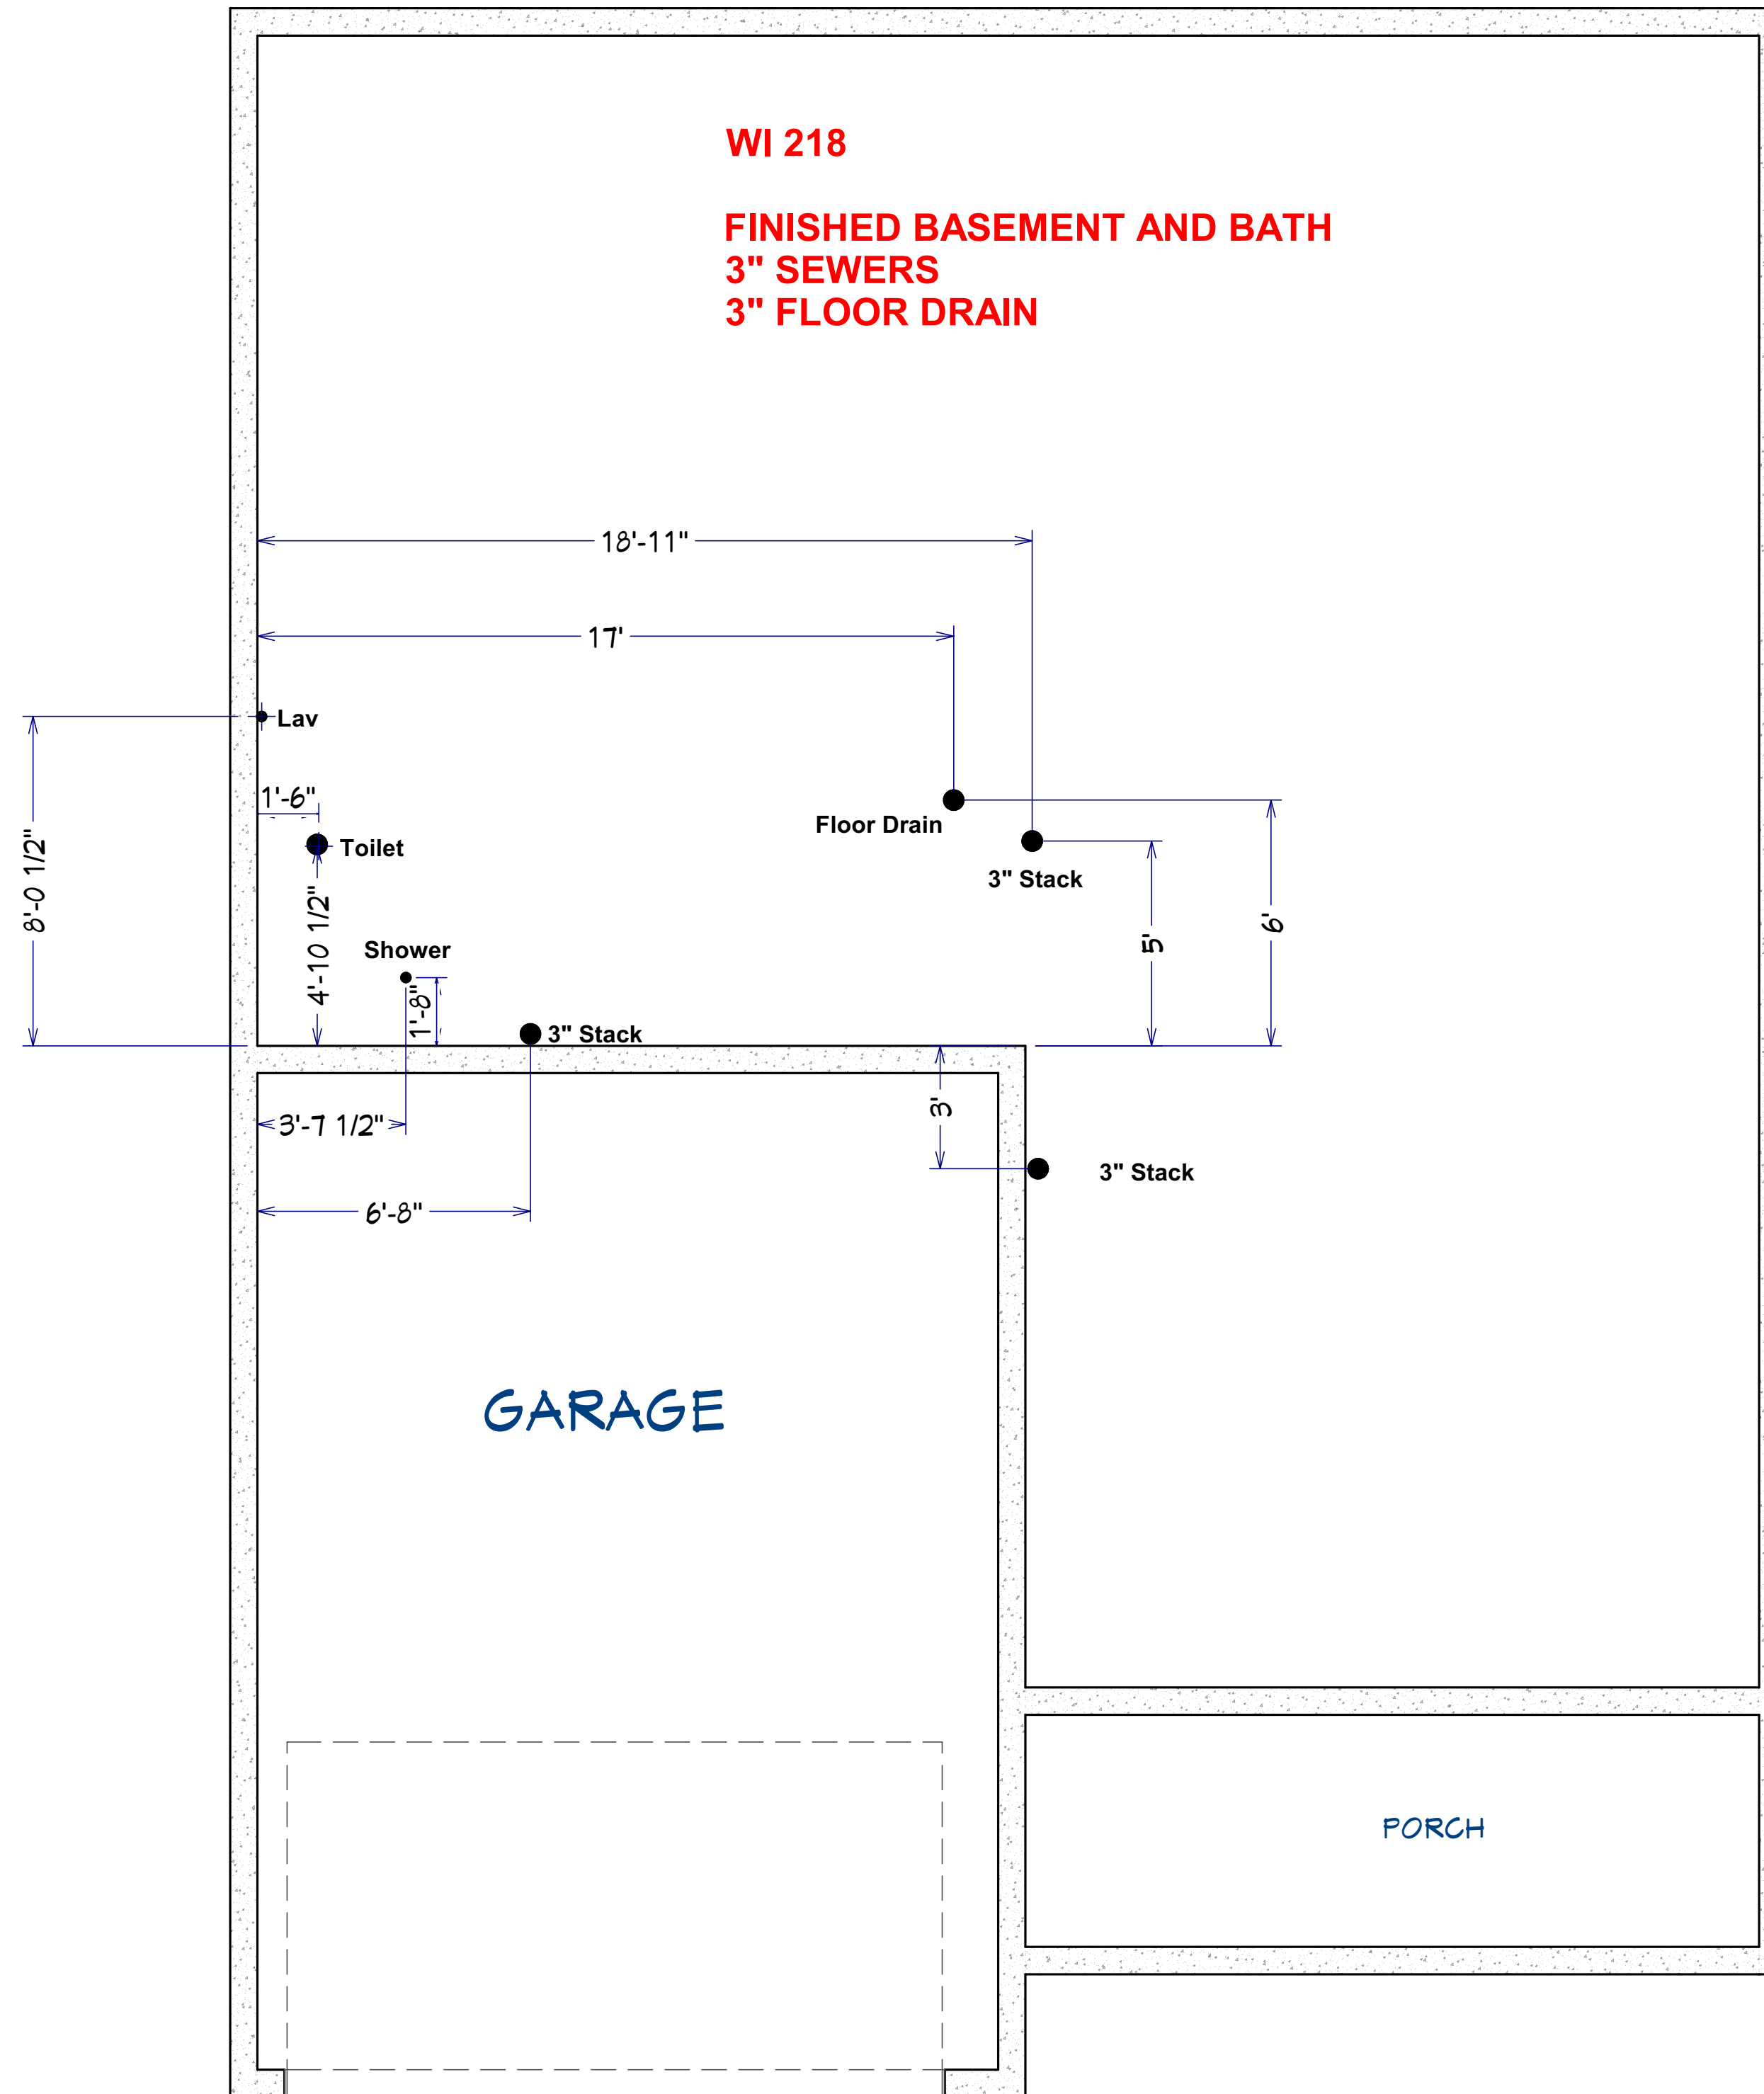 WI 218
FINISHED BASEMENT AND BATH
3" SEWERS
3" FLOOR DRAIN
18'-11"
17'
Lav
1'-6"
Floor Drain
Toilet
3" Stack
8'-0 1/2"
4'-10 1/2"
6'
5'
Shower
1'-8"
3" Stack
3'
3'-7 1/2"
3" Stack
6'-8"
GARAGE
PORCH